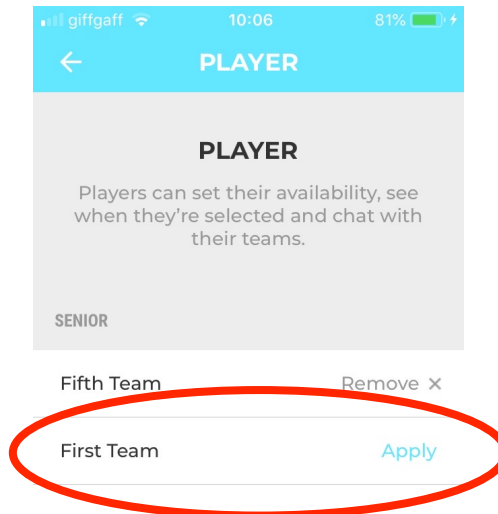 giffgaff 10:06 81%
PLAYER
PLAYER
Players can set their availability, see
when they're selected and chat with
their teams.
SENIOR
Fifth Team Remove ×
First Team Apply